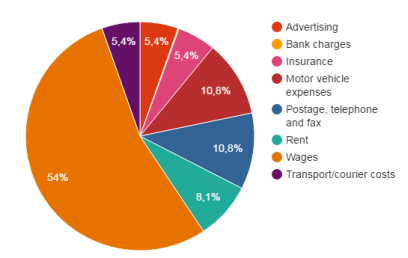 5,4%
5,4%
5,4%
10,8%
10,8%
8,1%
54%
Advertising
Bank charges
Insurance
Motor vehicle
expenses
Postage, telephone
and fax
Rent
Wages
Transport/courier costs